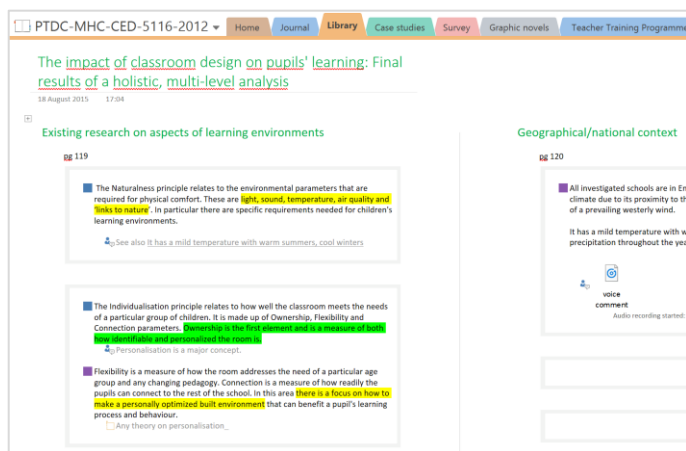 PTDC-MHC-CED-5116-2012
Home
Journal
Library
Case studies
Survey
Graphic novels
Teacher Training Programme
The impact of classroom design on pupils' learning: Final
results of a holistic, multi-level analysis
18 August 2015 17:04
Existing research on aspects of learning environments
pg 119
The Naturalness principle relates to the environmental parameters that are
required for physical comfort. These are light, sound, temperature, air quality and
'links to nature'. In particular there are specific requirements needed for children's
learning environments.
See also It has a mild temperature with warm summers, cool winters
The Individualisation principle relates to how well the classroom meets the needs
of a particular group of children. It is made up of Ownership, Flexibility and
Connection parameters. Ownership is the first element and is a measure of both
how identifiable and personalized the room is.
Personalisation is a major concept.
Flexibility is a measure of how the room addresses the need of a particular age
group and any changing pedagogy. Connection is a measure of how readily the
pupils can connect to the rest of the school. In this area there is a focus on how to
make a personally optimized built environment that can benefit a pupil's learning
process and behaviour.
Any theory on personalisation_
Geographical/national context
pg 120
All investigated schools are in En
climate due to its proximity to th
of a prevailing westerly wind.
It has a mild temperature with w
precipitation throughout the yea
voice
comment
Audio recording started: